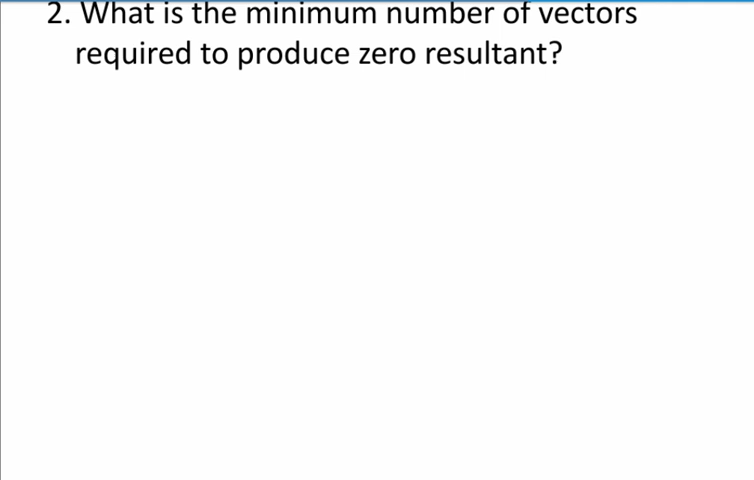 2. What is the minimum number of vectors
required to produce zero resultant?